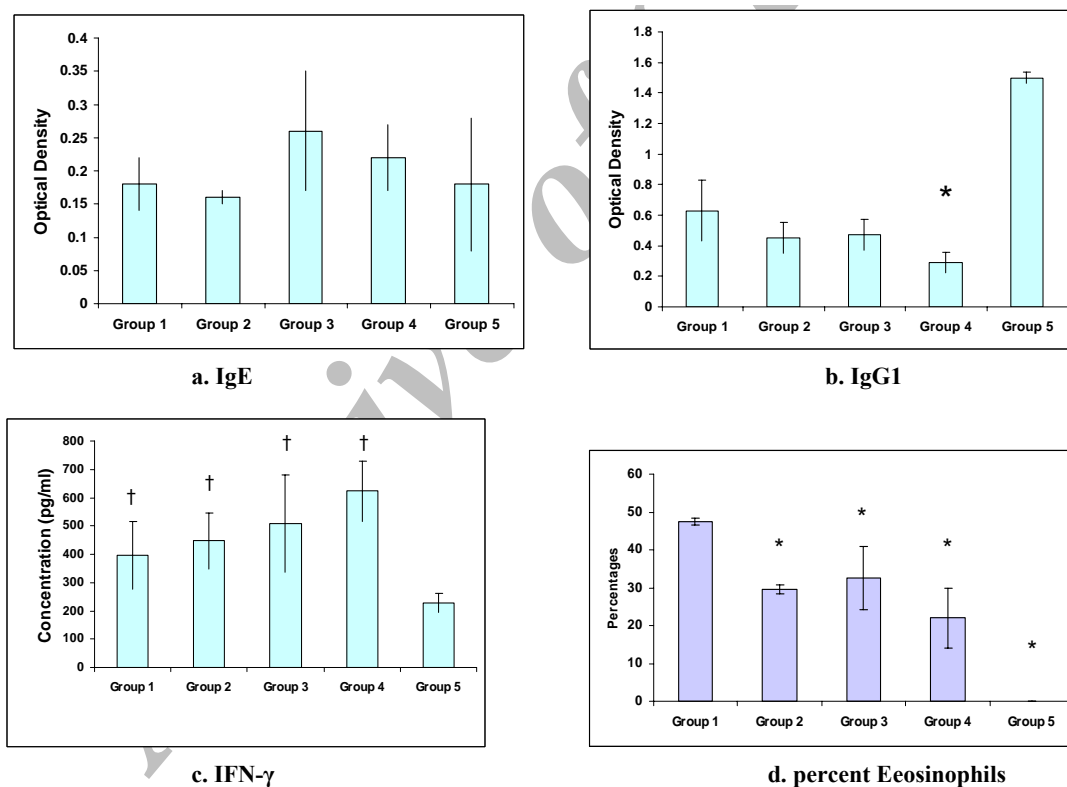 0.4
0.35
0.3
0.25
0.2
0.15
0.1
0.05
0
Optical Density
Group 1 Group 2 Group 3 Group 4 Group 5
a. IgE
1.8
1.6
1.4
1.2
1
0.8
0.6
0.4
0.2
0
Optical Density
*
Group 1 Group 2 Group 3 Group 4 Group 5
b. IgG1
800
700
600
500
400
300
200
100
0
Concentration (pg/ml)
† † † †
Group 1 Group 2 Group 3 Group 4 Group 5
c. IFN-γ
60
50
40
30
20
10
0
Percentages
* * * *
Group 1 Group 2 Group 3 Group 4 Group 5
d. percent Eeosinophils